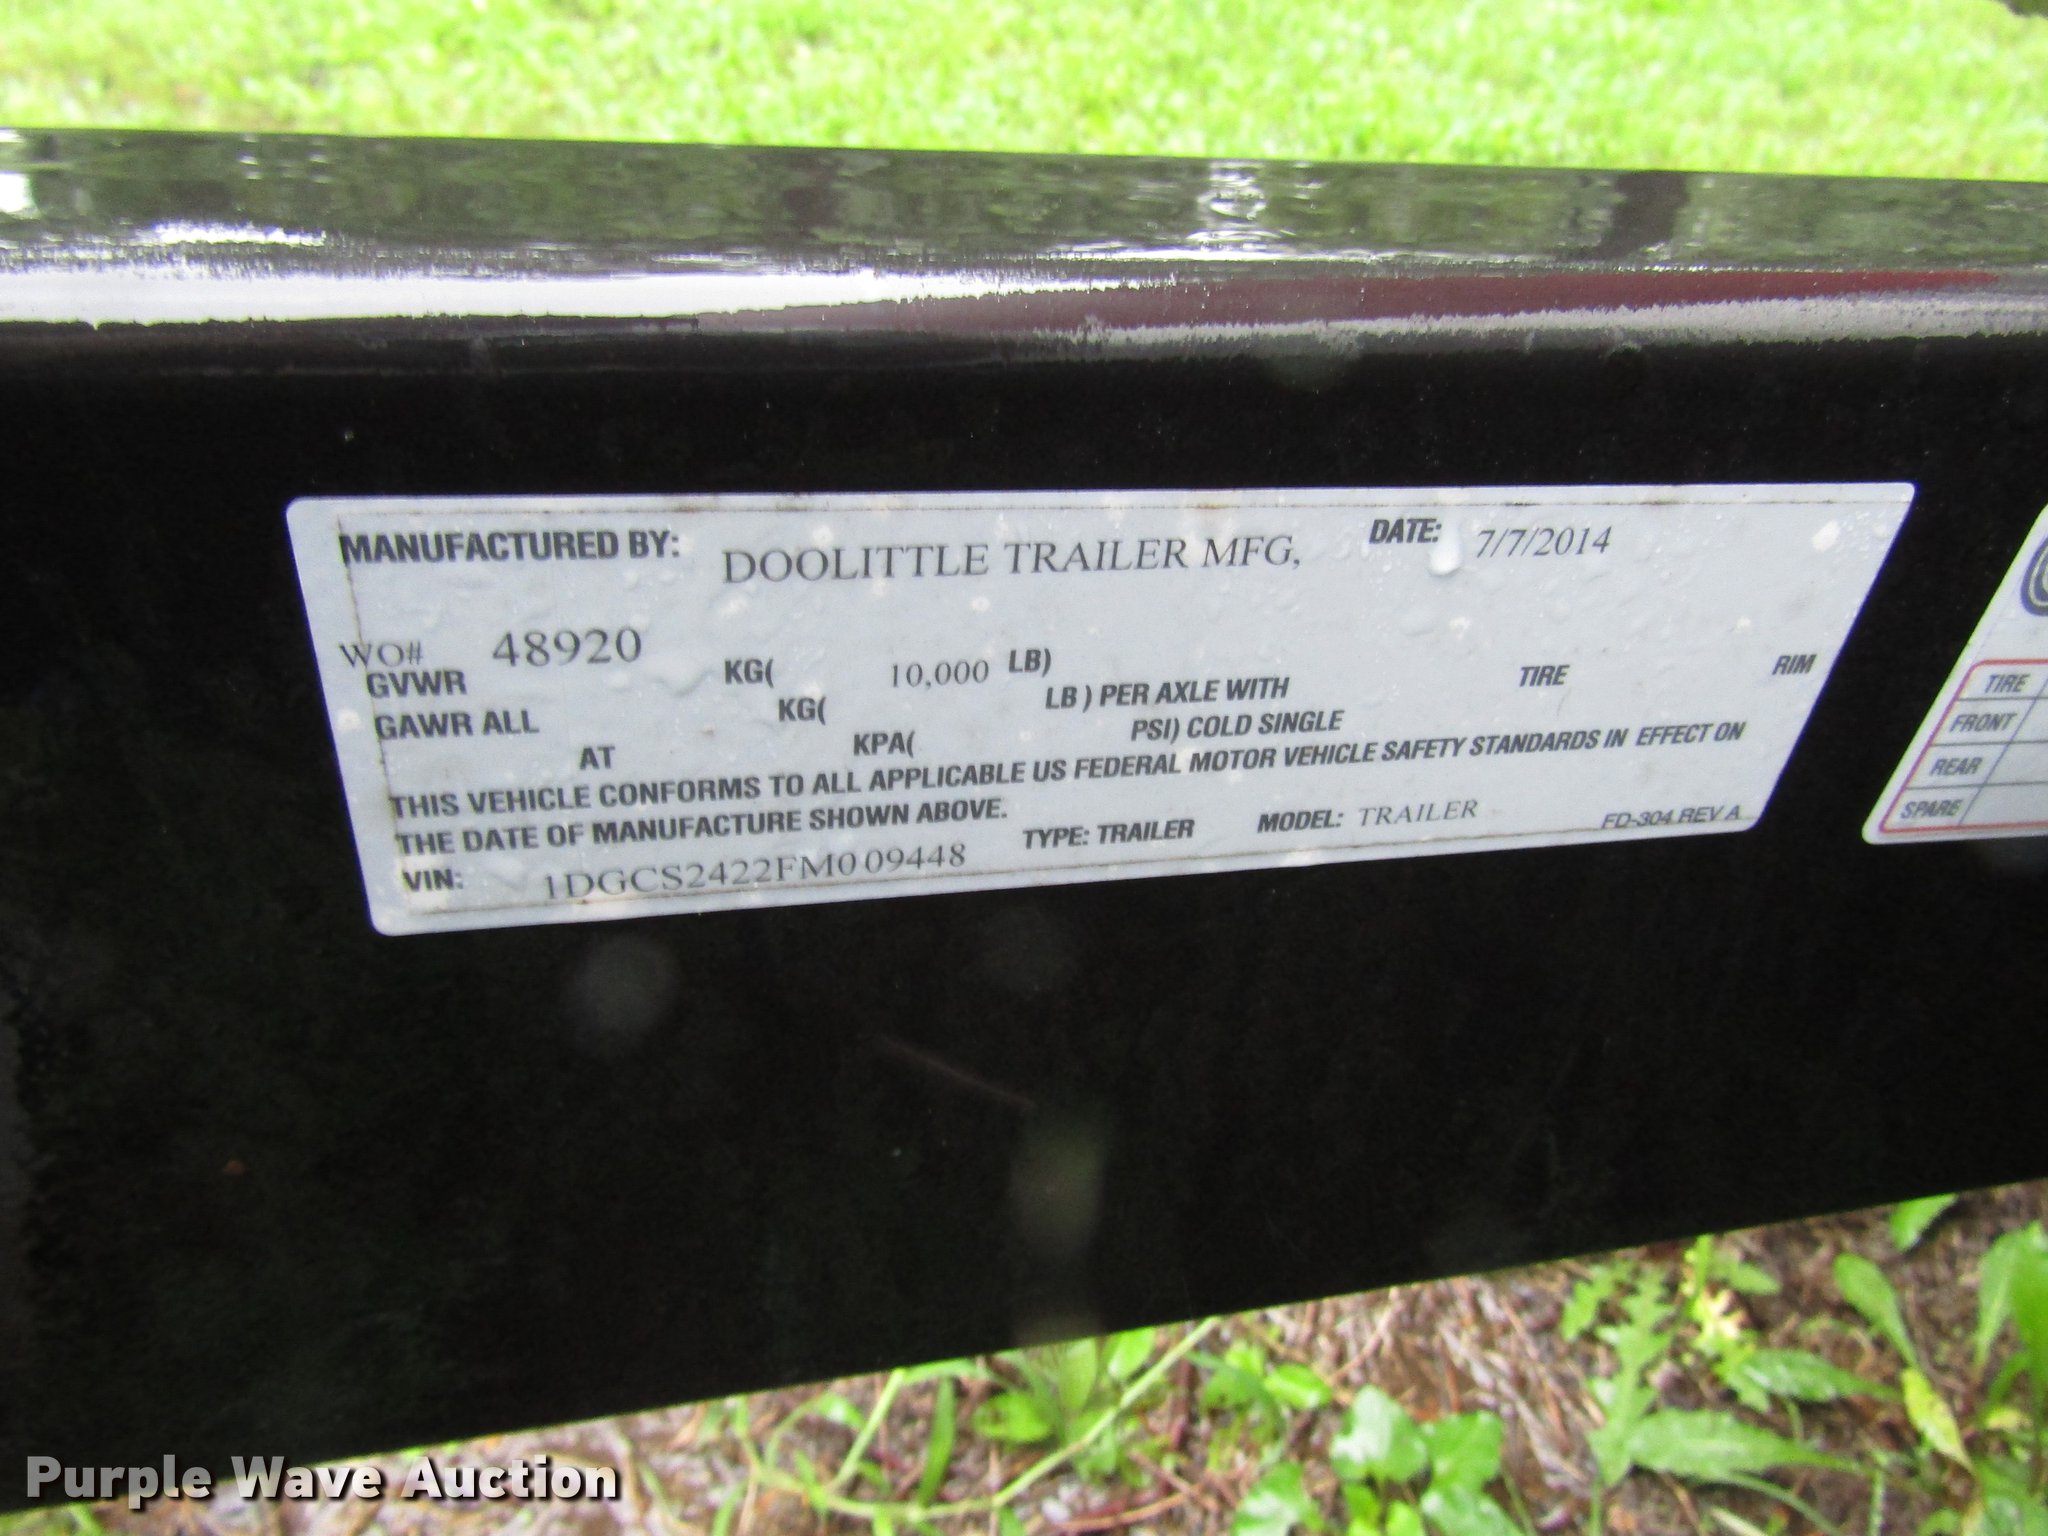 MANUFACTURED BY: DOOLITTLE TRAILER MFG, DATE: 7/7/2014
WO# 48920
GVWR KG( 10,000 LB)
GAWR ALL KG( LB ) PER AXLE WITH TIRE RIM
AT KPA( PSI) COLD SINGLE
THIS VEHICLE CONFORMS TO ALL APPLICABLE US FEDERAL MOTOR VEHICLE SAFETY STANDARDS IN EFFECT ON
THE DATE OF MANUFACTURE SHOWN ABOVE.
TYPE: TRAILER MODEL: TRAILER FD-304 REV A
VIN: 1DGCS2422FM009448
TIRE
FRONT
REAR
SPARE
Purple Wave Auction